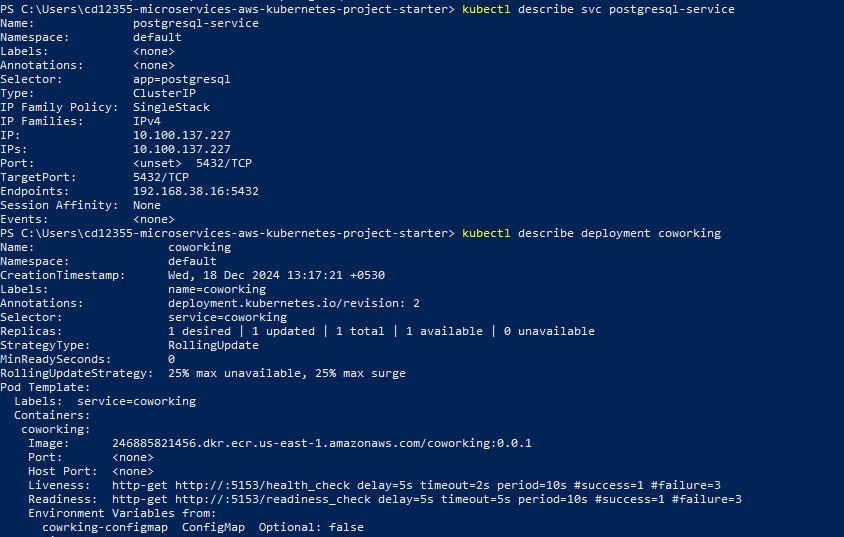 PS C:\Users\cd12355-microservices-aws-kubernetes-project-starter> kubectl describe svc postgresql-service
Name:              postgresql-service
Namespace:         default
Labels:            <none>
Annotations:       <none>
Selector:          app=postgresql
Type:              ClusterIP
IP Family Policy:  SingleStack
IP Families:       IPv4
IP:                10.100.137.227
IPs:               10.100.137.227
Port:              <unset>  5432/TCP
TargetPort:        5432/TCP
Endpoints:         192.168.38.16:5432
Session Affinity:  None
Events:            <none>
PS C:\Users\cd12355-microservices-aws-kubernetes-project-starter> kubectl describe deployment coworking
Name:                   coworking
Namespace:              default
CreationTimestamp:      Wed, 18 Dec 2024 13:17:21 +0530
Labels:                 name=coworking
Annotations:            deployment.kubernetes.io/revision: 2
Selector:               service=coworking
Replicas:               1 desired | 1 updated | 1 total | 1 available | 0 unavailable
StrategyType:           RollingUpdate
MinReadySeconds:        0
RollingUpdateStrategy:  25% max unavailable, 25% max surge
Pod Template:
  Labels:  service=coworking
  Containers:
   coworking:
    Image:      246885821456.dkr.ecr.us-east-1.amazonaws.com/coworking:0.0.1
    Port:       <none>
    Host Port:  <none>
    Liveness:   http-get http://:5153/health_check delay=5s timeout=2s period=10s #success=1 #failure=3
    Readiness:  http-get http://:5153/readiness_check delay=5s timeout=5s period=10s #success=1 #failure=3
    Environment Variables from:
      cowrking-configmap  ConfigMap  Optional: false